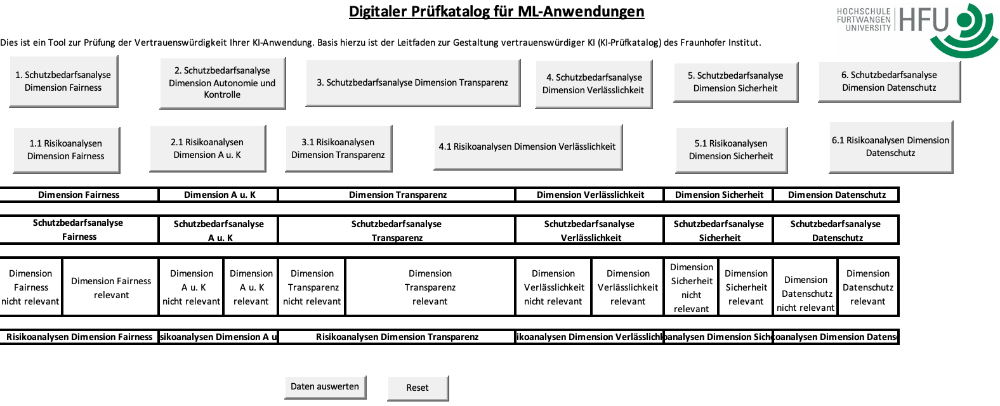 Digitaler Prüfkatalog für ML-Anwendungen
HOCHSCHULE
FURTWANGEN
UNIVERSITY
HFU
Dies ist ein Tool zur Prüfung der Vertrauenswürdigkeit Ihrer KI-Anwendung. Basis hierzu ist der Leitfaden zur Gestaltung vertrauenswürdiger KI (KI-Prüfkatalog) des Fraunhofer Institut.
1. Schutzbedarfsanalyse
Dimension Fairness
2. Schutzbedarfsanalyse
Dimension Autonomie und
Kontrolle
3. Schutzbedarfsanalyse Dimension Transparenz
4. Schutzbedarfsanalyse
Dimension Verlässlichkeit
5. Schutzbedarfsanalyse
Dimension Sicherheit
6. Schutzbedarfsanalyse
Dimension Datenschutz
1.1 Risikoanalysen
Dimension Fairness
2.1 Risikoanalysen
Dimension A u. K
3.1 Risikoanalysen
Dimension Transparenz
4.1 Risikoanalysen Dimension Verlässlichkeit
5.1 Risikoanalysen
Dimension Sicherheit
6.1 Risikoanalysen Dimension
Datenschutz
Dimension Fairness
Dimension A u. K
Dimension Transparenz
Dimension Verlässlichkeit
Dimension Sicherheit
Dimension Datenschutz
Schutzbedarfsanalyse
Fairness
Schutzbedarfsanalyse
A u. K
Schutzbedarfsanalyse
Transparenz
Schutzbedarfsanalyse
Verlässlichkeit
Schutzbedarfsanalyse
Sicherheit
Schutzbedarfsanalyse
Datenschutz
Dimension
Fairness
nicht relevant
Dimension Fairness
relevant
Dimension
A u. K
nicht relevant
Dimension
A u. K
relevant
Dimension
Transparenz
nicht relevant
Dimension
Transparenz
relevant
Dimension
Verlässlichkeit
nicht relevant
Dimension
Verlässlichkeit
relevant
Dimension
Sicherheit
nicht
relevant
Dimension
Sicherheit
relevant
Dimension
Datenschutz
nicht relevant
Dimension
Datenschutz
relevant
Risikoanalysen Dimension Fairness
sikoanalysen Dimension A u
Risikoanalysen Dimension Transparenz
ikoanalysen Dimension Verlässlichk
oanalysen Dimension Siche
koanalysen Dimension Datensc
Daten auswerten
Reset